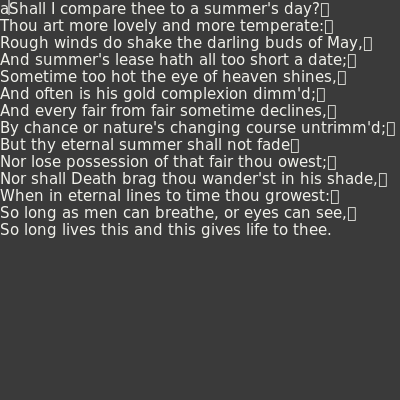 aShall I compare thee to a summer's day?▯
Thou art more lovely and more temperate:▯
Rough winds do shake the darling buds of May,▯
And summer's lease hath all too short a date;▯
Sometime too hot the eye of heaven shines,▯
And often is his gold complexion dimm'd;▯
And every fair from fair sometime declines,▯
By chance or nature's changing course untrimm'd;▯
But thy eternal summer shall not fade▯
Nor lose possession of that fair thou owest;▯
Nor shall Death brag thou wander'st in his shade,▯
When in eternal lines to time thou growest:▯
So long as men can breathe, or eyes can see,▯
So long lives this and this gives life to thee.